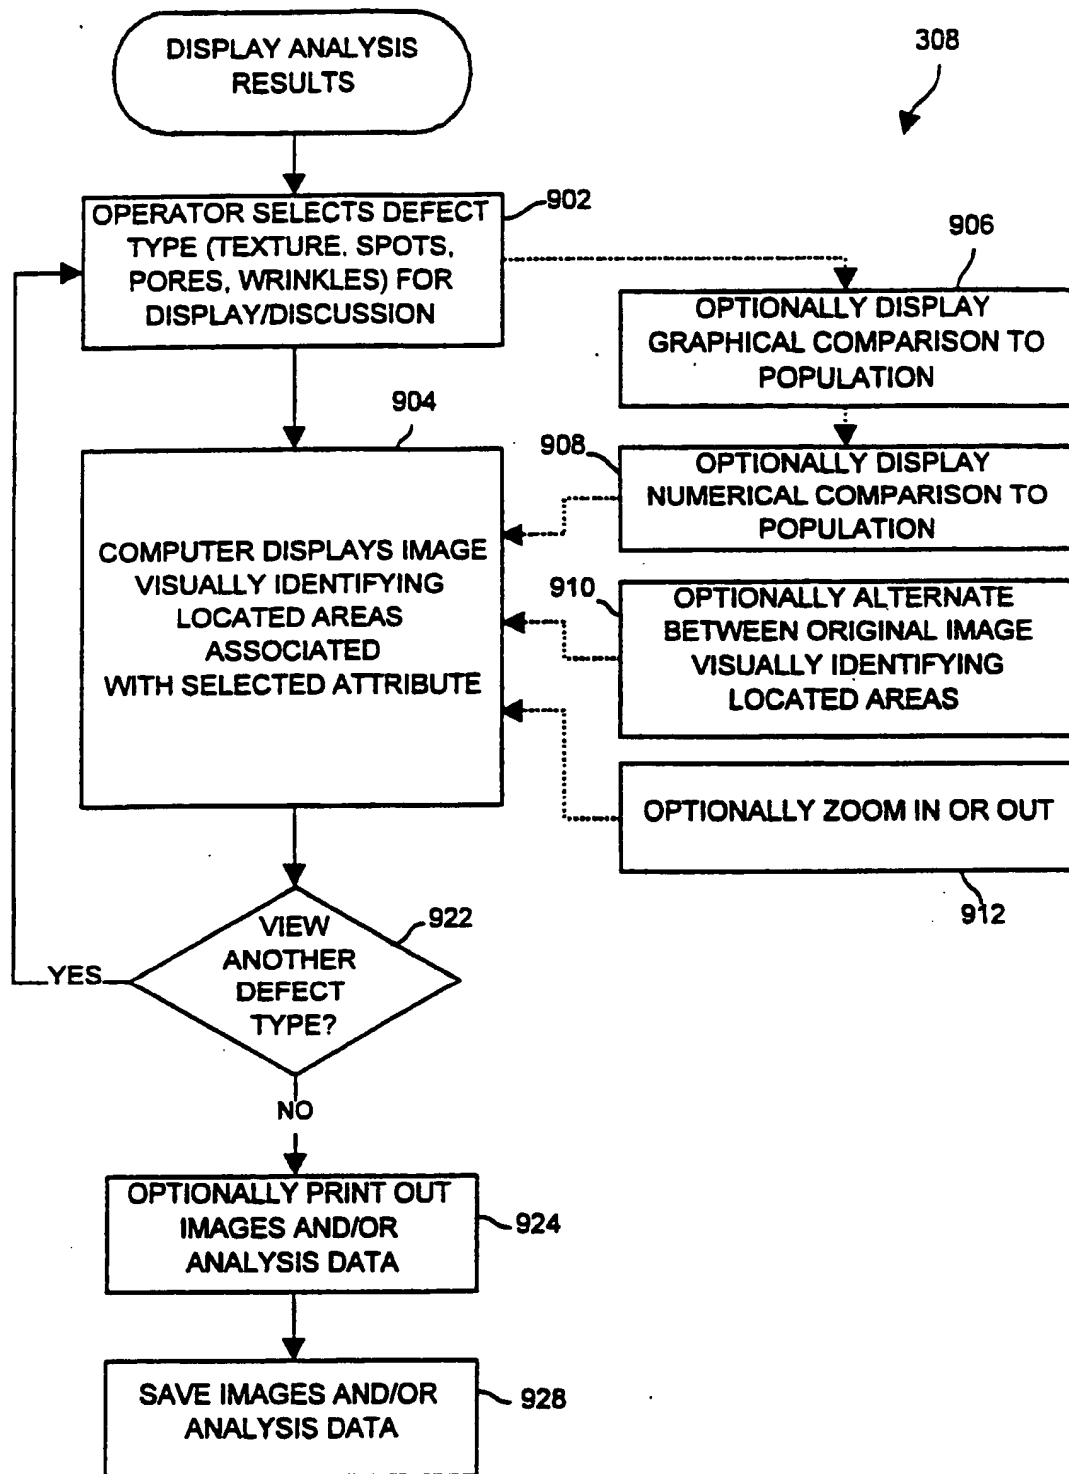 DISPLAY ANALYSIS
RESULTS
308
OPERATOR SELECTS DEFECT
TYPE (TEXTURE. SPOTS,
PORES, WRINKLES) FOR
DISPLAY/DISCUSSION
902
906
OPTIONALLY DISPLAY
GRAPHICAL COMPARISON TO
POPULATION
904
COMPUTER DISPLAYS IMAGE
VISUALLY IDENTIFYING
LOCATED AREAS
ASSOCIATED
WITH SELECTED ATTRIBUTE
908
OPTIONALLY DISPLAY
NUMERICAL COMPARISON TO
POPULATION
910
OPTIONALLY ALTERNATE
BETWEEN ORIGINAL IMAGE
VISUALLY IDENTIFYING
LOCATED AREAS
OPTIONALLY ZOOM IN OR OUT
912
VIEW
ANOTHER
DEFECT
TYPE?
922
YES
NO
OPTIONALLY PRINT OUT
IMAGES AND/OR
ANALYSIS DATA
924
SAVE IMAGES AND/OR
ANALYSIS DATA
928